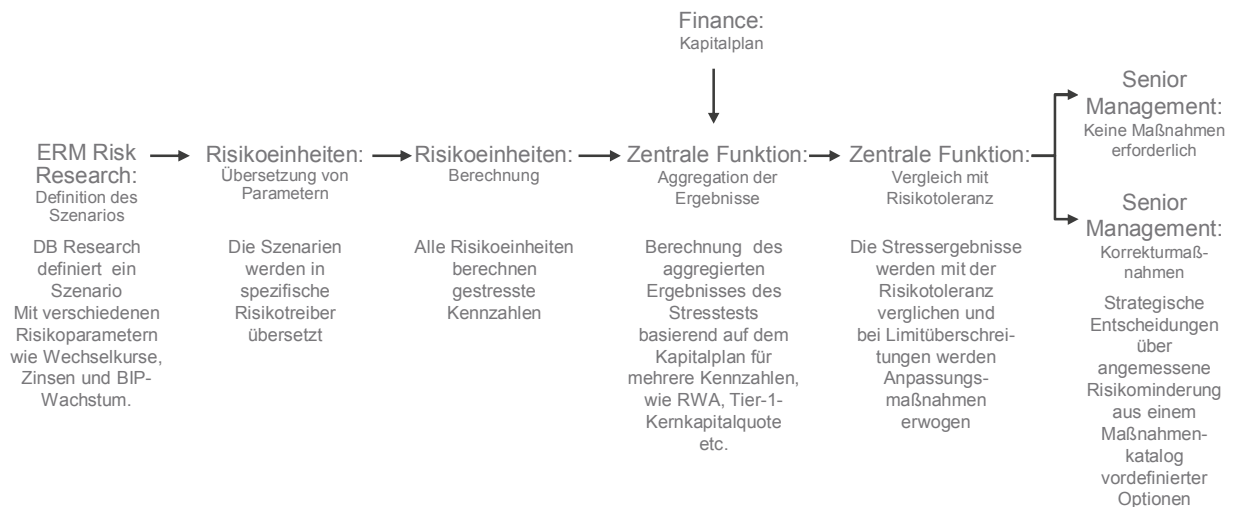 Finance:
Kapitalplan
ERM Risk
Research:
Definition des
Szenarios
DB Research
definiert ein
Szenario
Mit verschiedenen
Risikoparametern
wie Wechselkurse,
Zinsen und BIP-
Wachstum.
Risikoeinheiten:
Übersetzung von
Parametern
Die Szenarien
werden in
spezifische
Risikotreiber
übersetzt
Risikoeinheiten:
Berechnung
Alle Risikoeinheiten
berechnen
gestresste
Kennzahlen
Zentrale Funktion:
Aggregation der
Ergebnisse
Berechnung des
aggregierten
Ergebnisses des
Stresstests
basierend auf dem
Kapitalplan für
mehrere Kennzahlen,
wie RWA, Tier-1-
Kernkapitalquote
etc.
Zentrale Funktion:
Vergleich mit
Risikotoleranz
Die Stressergebnisse
werden mit der
Risikotoleranz
verglichen und
bei Limitüberschrei-
tungen werden
Anpassungs-
maßnahmen
erwogen
Senior
Management:
Keine Maßnahmen
erforderlich
Senior
Management:
Korrekturmaß-
nahmen
Strategische
Entscheidungen
über
angemessene
Risikominderung
aus einem
Maßnahmen-
katalog
vordefinierter
Optionen